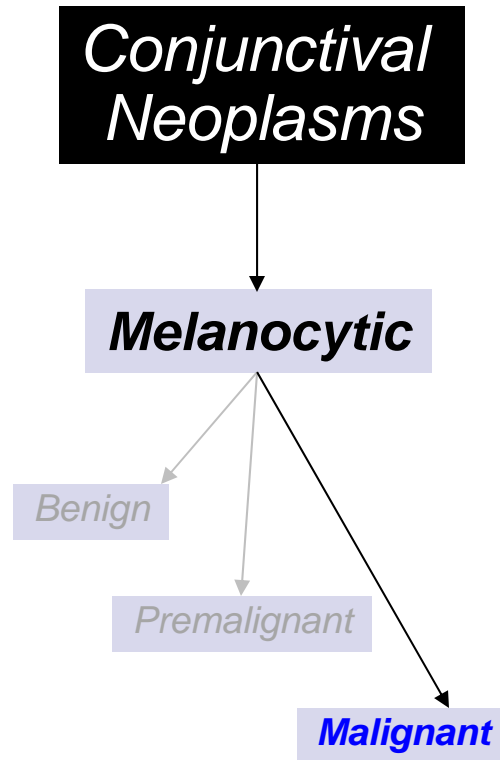 Conjunctival
Neoplasms
Melanocytic
Benign
Premalignant
Malignant